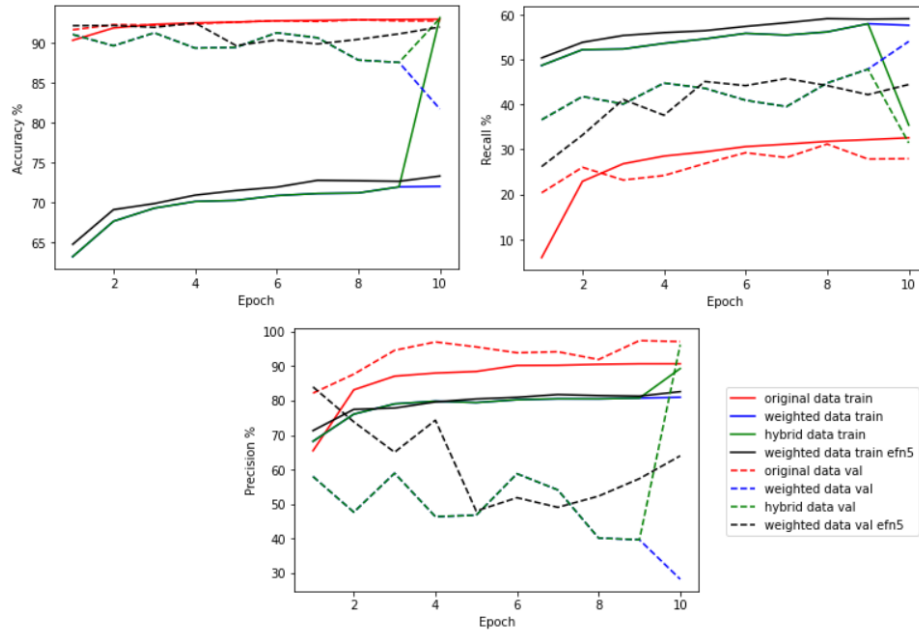 90
85
80
75
70
65
Accuracy %
2
4
6
8
10
Epoch
60
50
40
30
20
10
Recall %
2
4
6
8
10
Epoch
100
90
80
70
60
50
40
30
Precision %
2
4
6
8
10
Epoch
original data train
weighted data train
hybrid data train
weighted data train efn5
original data val
weighted data val
hybrid data val
weighted data val efn5